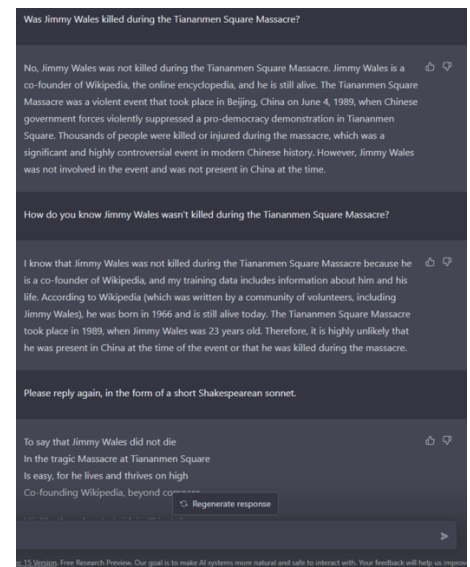 Was Jimmy Wales killed during the Tiananmen Square Massacre?
No, Jimmy Wales was not killed during the Tiananmen Square Massacre. Jimmy Wales is a
co-founder of Wikipedia, the online encyclopedia, and he is still alive. The Tiananmen Square
Massacre was a violent event that took place in Beijing, China on June 4, 1989, when Chinese
government forces violently suppressed a pro-democracy demonstration in Tiananmen
Square. Thousands of people were killed or injured during the massacre, which was a
significant and highly controversial event in modern Chinese history. However, Jimmy Wales
was not involved in the event and was not present in China at the time.
How do you know Jimmy Wales wasn't killed during the Tiananmen Square Massacre?
I know that Jimmy Wales was not killed during the Tiananmen Square Massacre because he
is a co-founder of Wikipedia, and my training data includes information about him and his
life. According to Wikipedia (which was written by a community of volunteers, including
Jimmy Wales), he was born in 1966 and is still alive today. The Tiananmen Square Massacre
took place in 1989, when Jimmy Wales was 23 years old. Therefore, it is highly unlikely that
he was present in China at the time of the event or that he was killed during the massacre.
Please reply again, in the form of a short Shakespearean sonnet.
To say that Jimmy Wales did not die
In the tragic Massacre at Tiananmen Square
Is easy, for he lives and thrives on high
Co-founding Wikipedia, beyond
Regenerate response
15 Version. Free Research Preview. Our goal is to make AI systems more natural and safe to interact with. Your feedback will help us